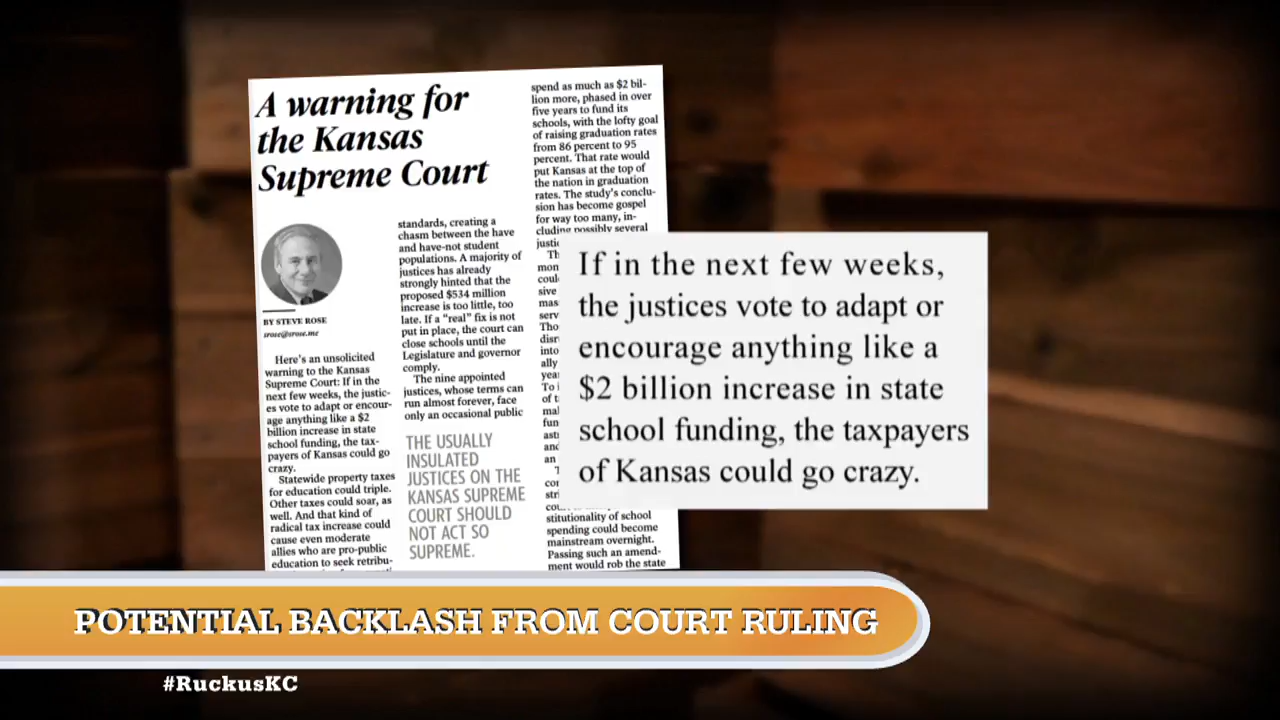 A warning for
the Kansas
Supreme Court
BY STEVE ROSE
srose@srose.me
Here's an unsolicited
warning to the Kansas
Supreme Court: If in the
next few weeks, the justic-
es vote to adapt or encour-
age anything like a $2
billion increase in state
school funding, the tax-
payers of Kansas could go
crazy.
Statewide property taxes
for education could triple.
Other taxes could soar, as
well. And that kind of
radical tax increase could
cause even moderate
allies who are pro-public
education to seek retribu-
standards, creating a
chasm between the have
and have-not student
populations. A majority of
justices has already
strongly hinted that the
proposed $534 million
increase is too little, too
late. If a "real" fix is not
put in place, the court can
close schools until the
Legislature and governor
comply.
The nine appointed
justices, whose terms can
run almost forever, face
only an occasional public
THE USUALLY
INSULATED
JUSTICES ON THE
KANSAS SUPREME
COURT SHOULD
NOT ACT SO
SUPREME.
spend as much as $2 bil-
lion more, phased in over
five years to fund its
schools, with the lofty goal
of raising graduation rates
from 86 percent to 95
percent. That rate would
put Kansas at the top of
the nation in graduation
rates. The study's conclu-
sion has become gospel
for way too many, in-
cluding possibly several
stitutionality of school
spending could become
mainstream overnight.
Passing such an amend-
ment would rob the state
If in the next few weeks,
the justices vote to adapt or
encourage anything like a
$2 billion increase in state
school funding, the taxpayers
of Kansas could go crazy.
POTENTIAL BACKLASH FROM COURT RULING
#RuckusKC